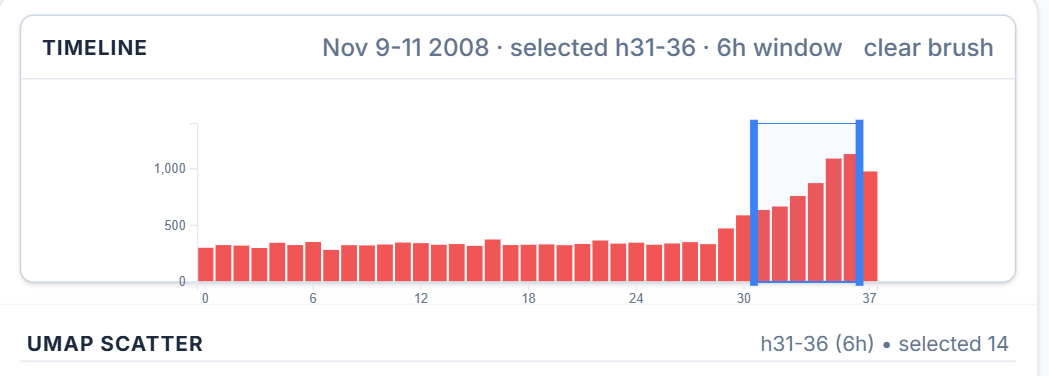 TIMELINE Nov 9-11 2008 · selected h31-36 · 6h window clear brush
1,000
500
0
0 6 12 18 24 30 37
UMAP SCATTER h31-36 (6h) • selected 14